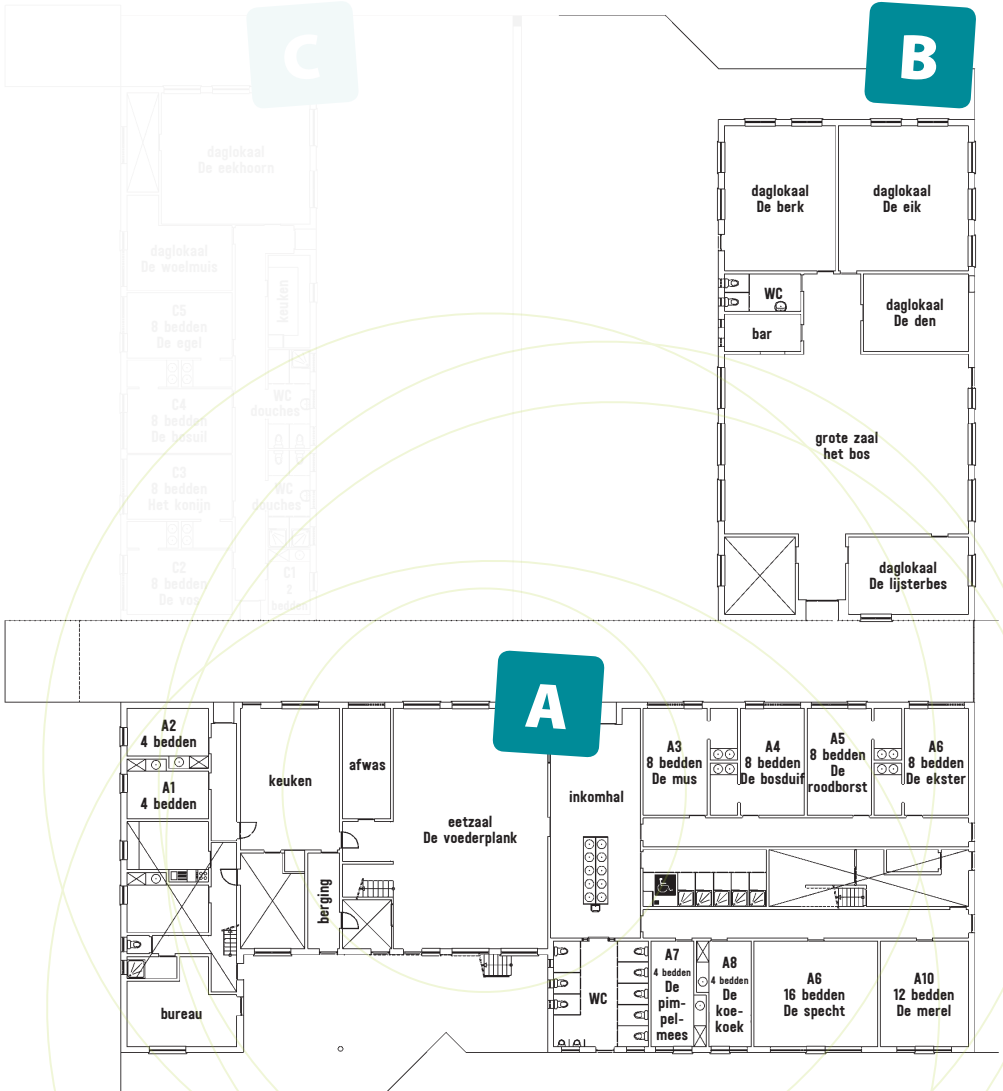 C
B
daglokaal
De eekhoorn
daglokaal
De woelmuis
C5
8 bedden
De egel
keuken
C4
8 bedden
De bosuil
WC
douches
C3
8 bedden
Het konijn
WC
douches
C2
8 bedden
De vos
C1
2
bedden
daglokaal
De berk
daglokaal
De eik
WC
bar
daglokaal
De den
grote zaal
het bos
daglokaal
De lijsterbes
A
A2
4 bedden
A1
4 bedden
keuken
afwas
eetzaal
De voederplank
berging
bureau
inkomhal
A3
8 bedden
De mus
A4
8 bedden
De bosduif
A5
8 bedden
De
roodborst
A6
8 bedden
De ekster
WC
A7
4 bedden
De
pim-
pel-
mees
A8
4 bedden
De
koe-
koek
A6
16 bedden
De specht
A10
12 bedden
De merel